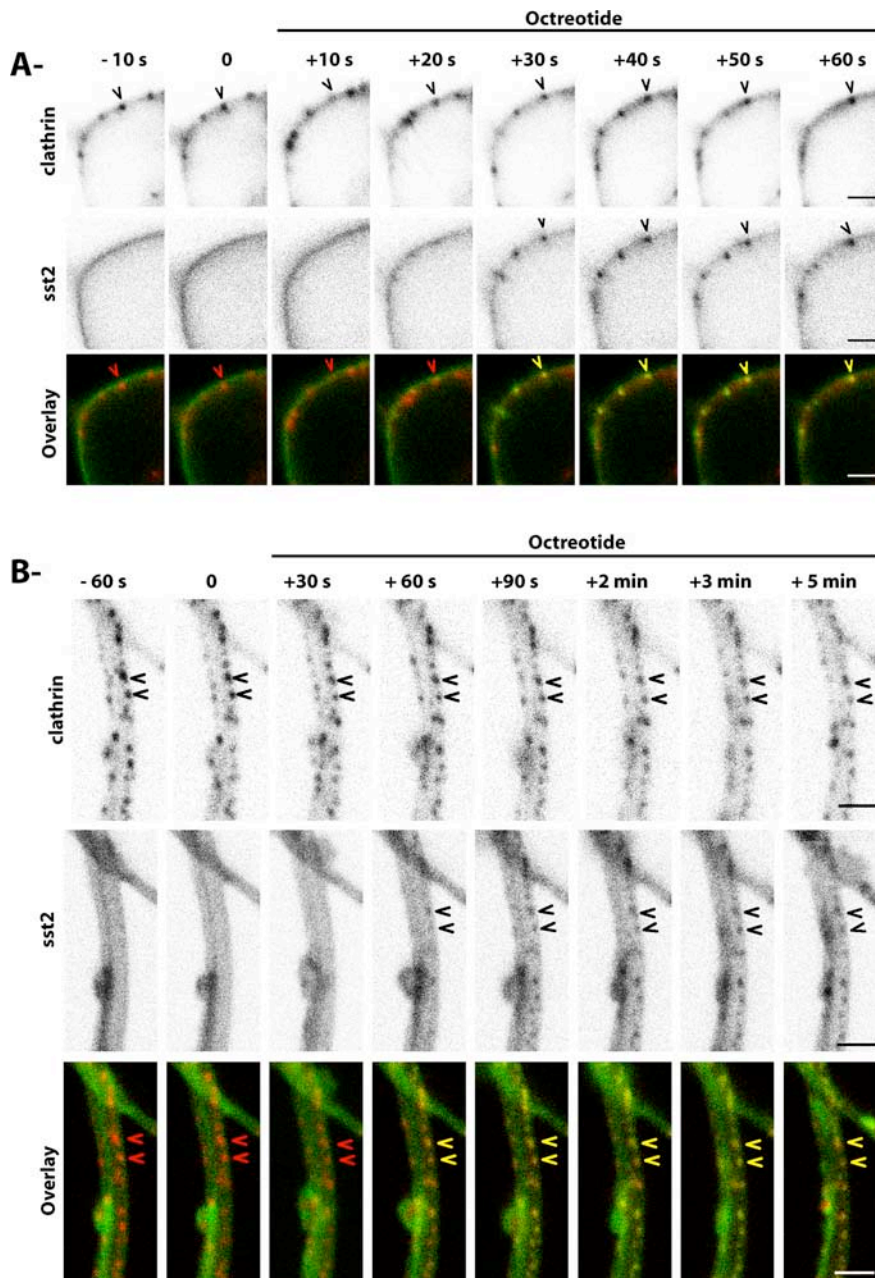 Octreotide
A-
- 10 s 0 +10 s +20 s +30 s +40 s +50 s +60 s
clathrin
sst2
Overlay
Octreotide
B-
- 60 s 0 +30 s + 60 s +90 s +2 min +3 min + 5 min
clathrin
sst2
Overlay